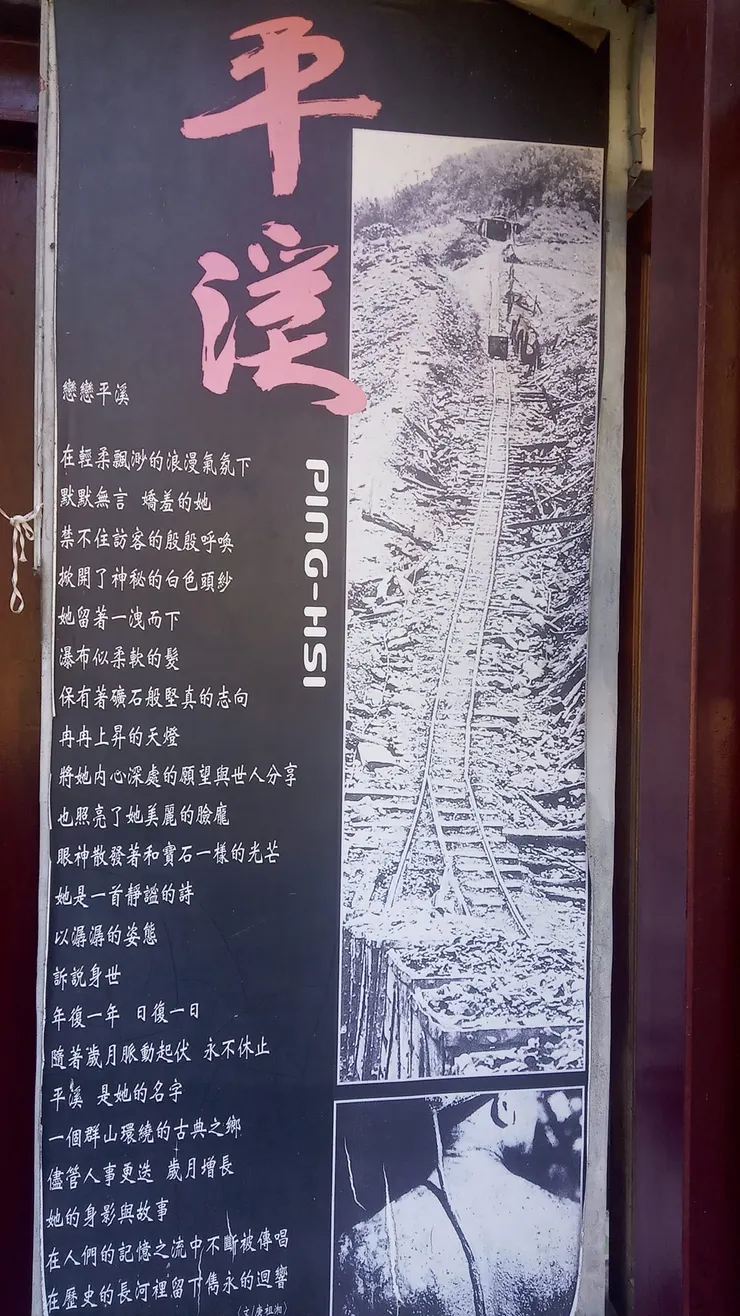 平溪
PING-HSI
戀戀平溪
在輕柔飄渺的浪漫氣氛下
默默無言 嬌羞的她
禁不住訪客的殷殷呼喚
掀開了神秘的白色頭紗
她留著一洩而下
瀑布似柔軟的髮
保有著礦石般堅真的志向
冉冉上昇的天燈
將她內心深處的願望與世人分享
也照亮了她美麗的臉龐
眼神散發著和寶石一樣的光芒
她是一首靜謐的詩
以潺潺的姿態
訴說身世
年復一年 日復一日
隨著歲月脈動起伏 永不休止
平溪 是她的名字
一個群山環繞的古典之鄉
儘管人事更迭 歲月增長
她的身影與故事
在人們的記憶之流中不斷被傳唱
在歷史的長河裡留下雋永的迴響